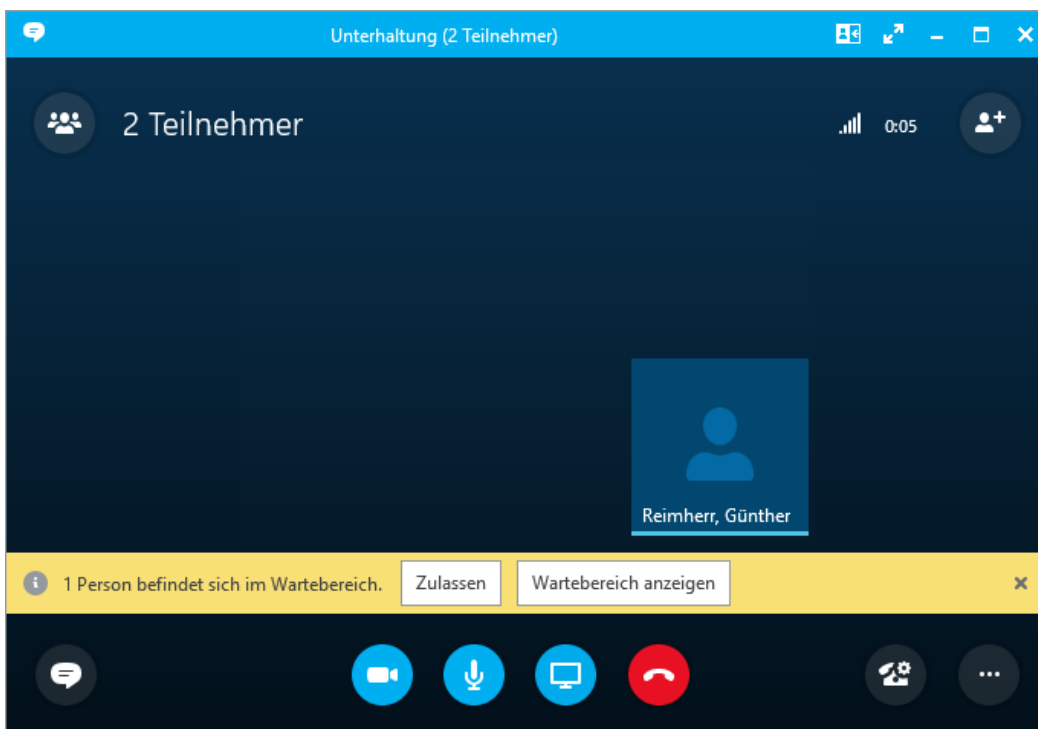 Unterhaltung (2 Teilnehmer)
2 Teilnehmer
0:05
Reimherr, Günther
1 Person befindet sich im Wartebereich. Zulassen Wartebereich anzeigen